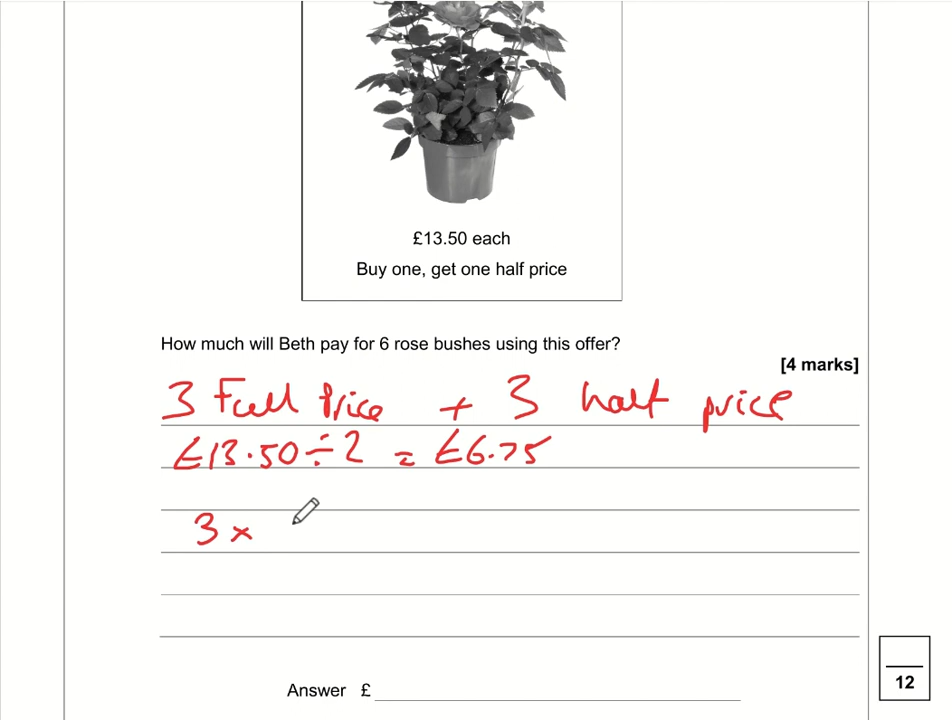 £13.50 each
Buy one, get one half price
How much will Beth pay for 6 rose bushes using this offer?
[4 marks]
3 Full Price + 3 half price
£13.50 ÷ 2 = £6.75
3 ×
Answer £
12